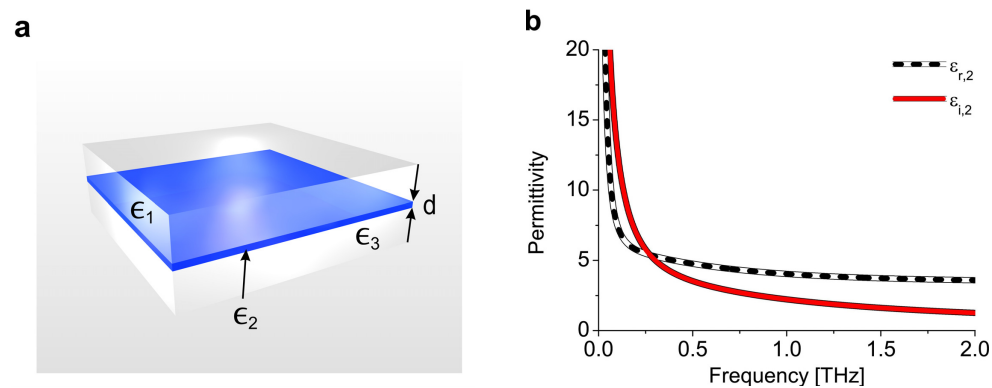 a
ϵ1
d
ϵ3
ϵ2
b
20
15
10
5
0
Permittivity
εr,2
εi,2
0.0
0.5
1.0
1.5
2.0
Frequency [THz]